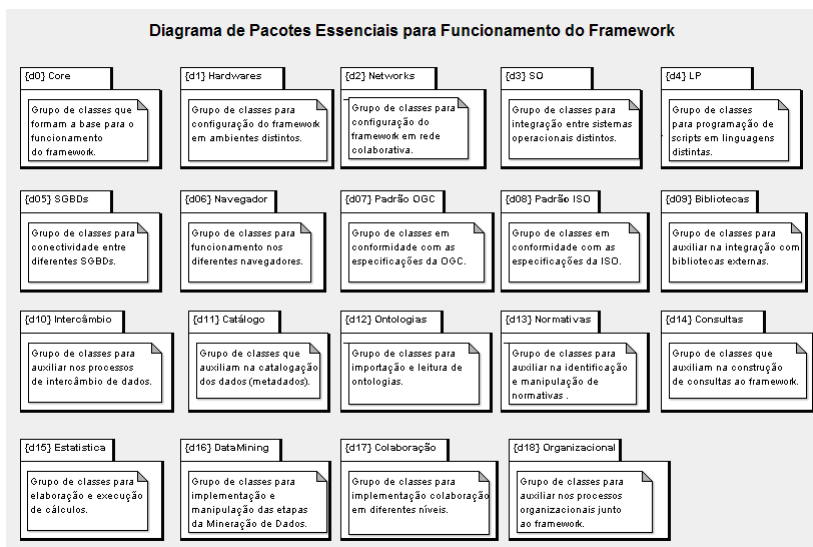 Diagrama de Pacotes Essenciais para Funcionamento do Framework
{d0} Core
Grupo de classes que
formam a base para o
funcionamento
do framework.
{d1} Hardwares
Grupo de classes para
configuração do framework
em ambientes distintos.
{d2} Networks
Grupo de classes para
configuração do
framework em rede
colaborativa.
{d3} SO
Grupo de classes para
integração entre sistemas
operacionais distintos.
{d4} LP
Grupo de classes
para programação de
scripts em linguagens
distintas.
{d05} SGBDs
Grupo de classes para
conectividade entre
diferentes SGBDs.
{d06} Navegador
Grupo de classes para
funcionamento nos
diferentes navegadores.
{d07} Padrão OGC
Grupo de classes em
conformidade com as
especificações da OGC.
{d08} Padrão ISO
Grupo de classes em
conformidade com as
especificações da ISO.
{d09} Bibliotecas
Grupo de classes para
auxiliar na integração com
bibliotecas externas.
{d10} Intercâmbio
Grupo de classes para
auxiliar nos processos
de intercâmbio de dados.
{d11} Catálogo
Grupo de classes que
auxiliam na catalogação
dos dados (metadados).
{d12} Ontologias
Grupo de classes para
importação e leitura de
ontologias.
{d13} Normativas
Grupo de classes para
auxiliar na identificação
e manipulação de
normativas .
{d14} Consultas
Grupo de classes que
auxiliam na construção
de consultas ao framework.
{d15} Estatistica
Grupo de classes para
elaboração e execução
de cálculos.
{d16} DataMining
Grupo de classes para
implementação e
manipulação das etapas
da Mineração de Dados.
{d17} Colaboração
Grupo de classes para
implementação colaboração
em diferentes níveis.
{d18} Organizacional
Grupo de classes para
auxiliar nos processos
organizacionais junto
ao framework.